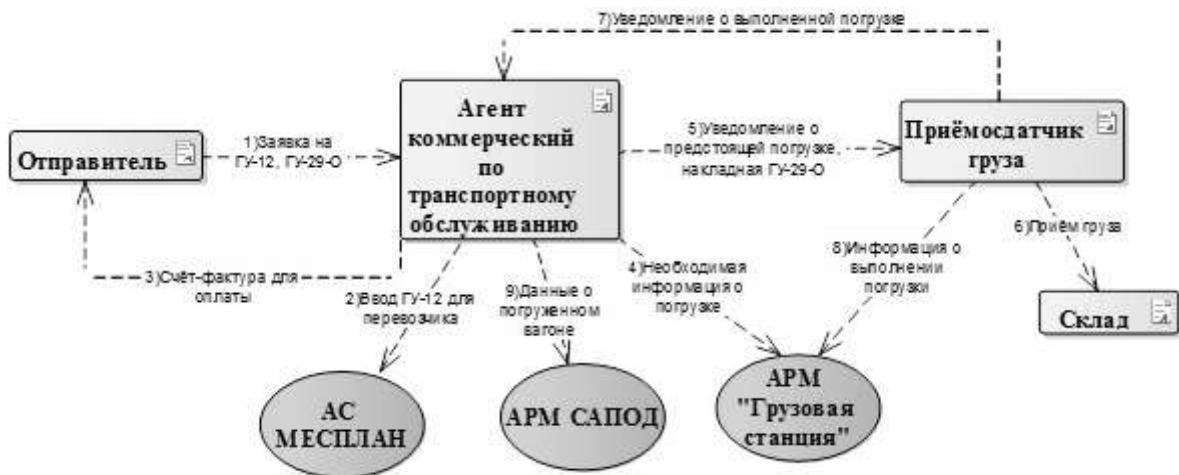 7)Уведомление о выполненной погрузке
Отправитель
1)Заявка на
ГУ-12, ГУ-29-О
Агент
коммерческий
по
транспортному
обслуживанию
5)Уведомление о
предстоящей погрузке,
накладная ГУ-29-О
Приёмосдатчик
груза
3)Счёт-фактура для
оплаты
2)Ввод ГУ-12 для
перевозчика
9)Данные о
погруженном
вагоне
4)Необходимая
информация о
погрузке
8)Информация о
выполнении
погрузки
6)Приём груза
Склад
АС
МЕСПЛАН
АРМ САПОД
АРМ
"Грузовая
станция"